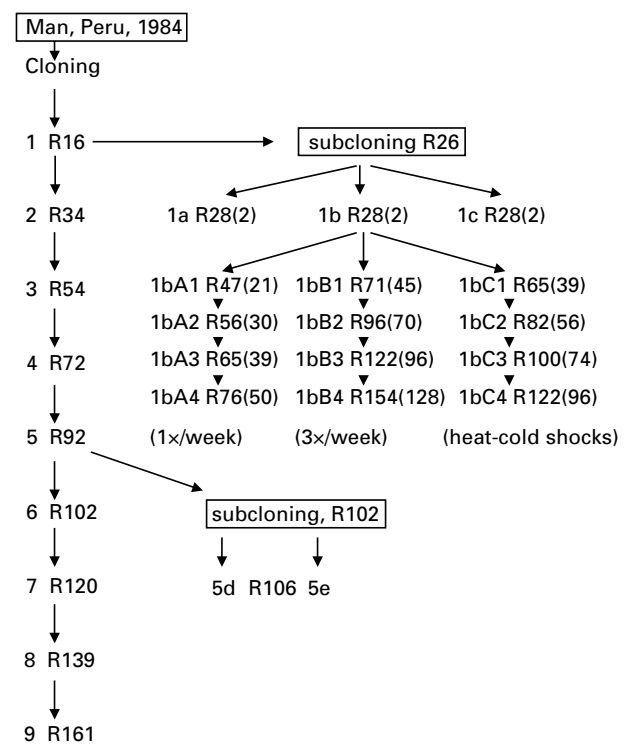 Man, Peru, 1984
Cloning
1 R16 subcloning R26
2 R34 1a R28(2) 1b R28(2) 1c R28(2)
3 R54 1bA1 R47(21) 1bB1 R71(45) 1bC1 R65(39)
1bA2 R56(30) 1bB2 R96(70) 1bC2 R82(56)
4 R72 1bA3 R65(39) 1bB3 R122(96) 1bC3 R100(74)
1bA4 R76(50) 1bB4 R154(128) 1bC4 R122(96)
5 R92 (1×/week) (3×/week) (heat-cold shocks)
6 R102 subcloning, R102
7 R120 5d R106 5e
8 R139
9 R161